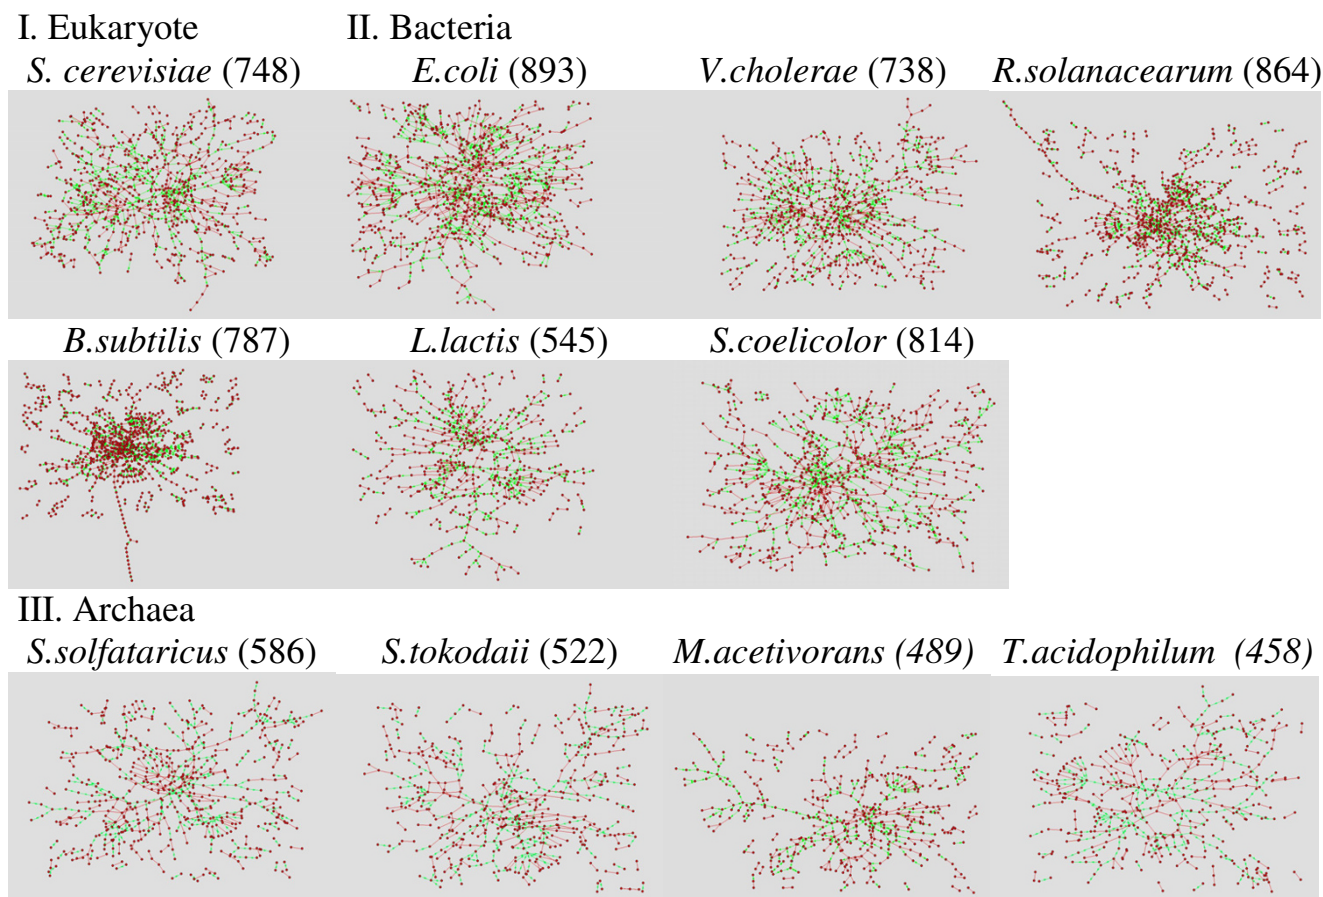 I. Eukaryote II. Bacteria
S. cerevisiae (748) E.coli (893) V.cholerae (738) R.solanacearum (864)
B.subtilis (787) L.lactis (545) S.coelicolor (814)
III. Archaea
S.solfataricus (586) S.tokodaii (522) M.acetivorans (489) T.acidophilum (458)